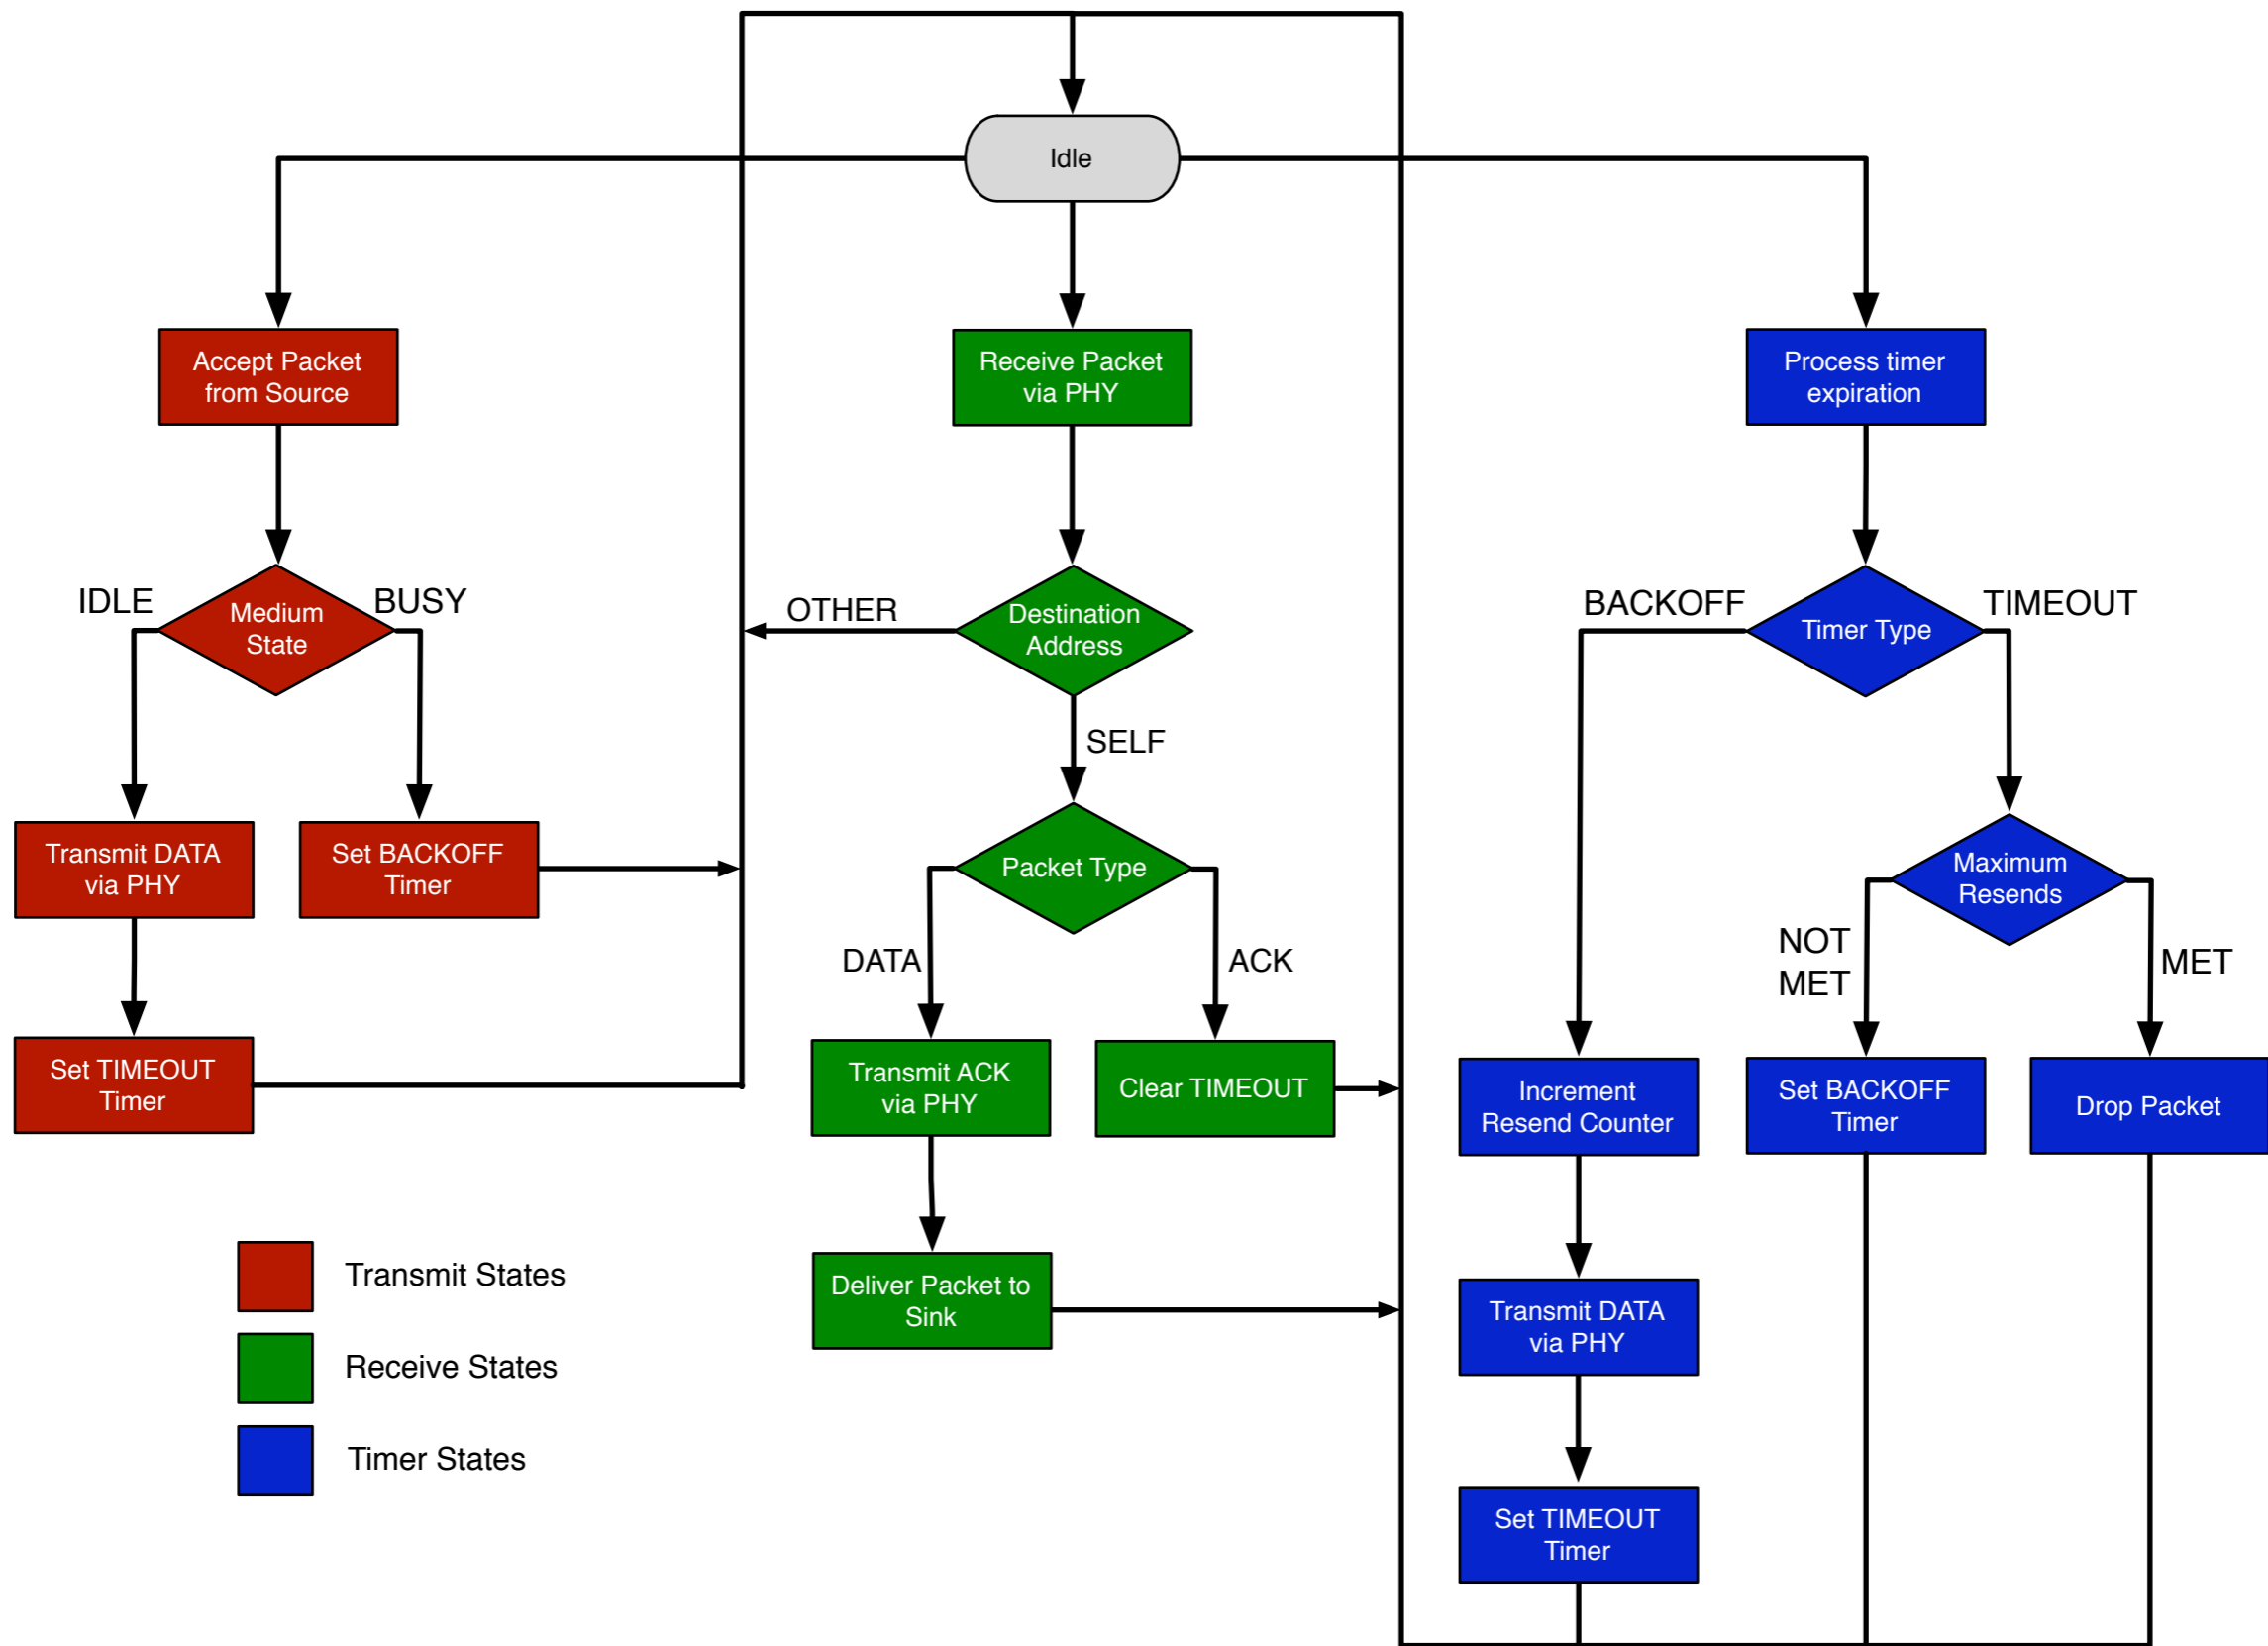 Idle
Accept Packet
from Source
Receive Packet
via PHY
Process timer
expiration
IDLE
Medium
State
BUSY
OTHER
Destination
Address
BACKOFF
Timer Type
TIMEOUT
SELF
Transmit DATA
via PHY
Set BACKOFF
Timer
Packet Type
Maximum
Resends
DATA
ACK
NOT
MET
MET
Set TIMEOUT
Timer
Transmit ACK
via PHY
Clear TIMEOUT
Increment
Resend Counter
Set BACKOFF
Timer
Drop Packet
Deliver Packet to
Sink
Transmit DATA
via PHY
Set TIMEOUT
Timer
Transmit States
Receive States
Timer States